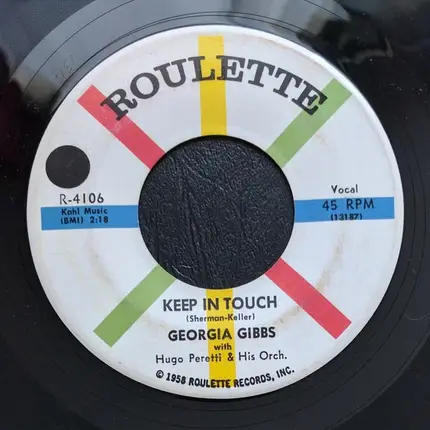 ROULETTE
R-4106
Kahl Music
(BMI) 2:18
Vocal
45 RPM
(13187)
KEEP IN TOUCH
(Sherman-Keller)
GEORGIA GIBBS
with
Hugo Peretti & His Orch.
© 1958 ROULETTE RECORDS, INC.